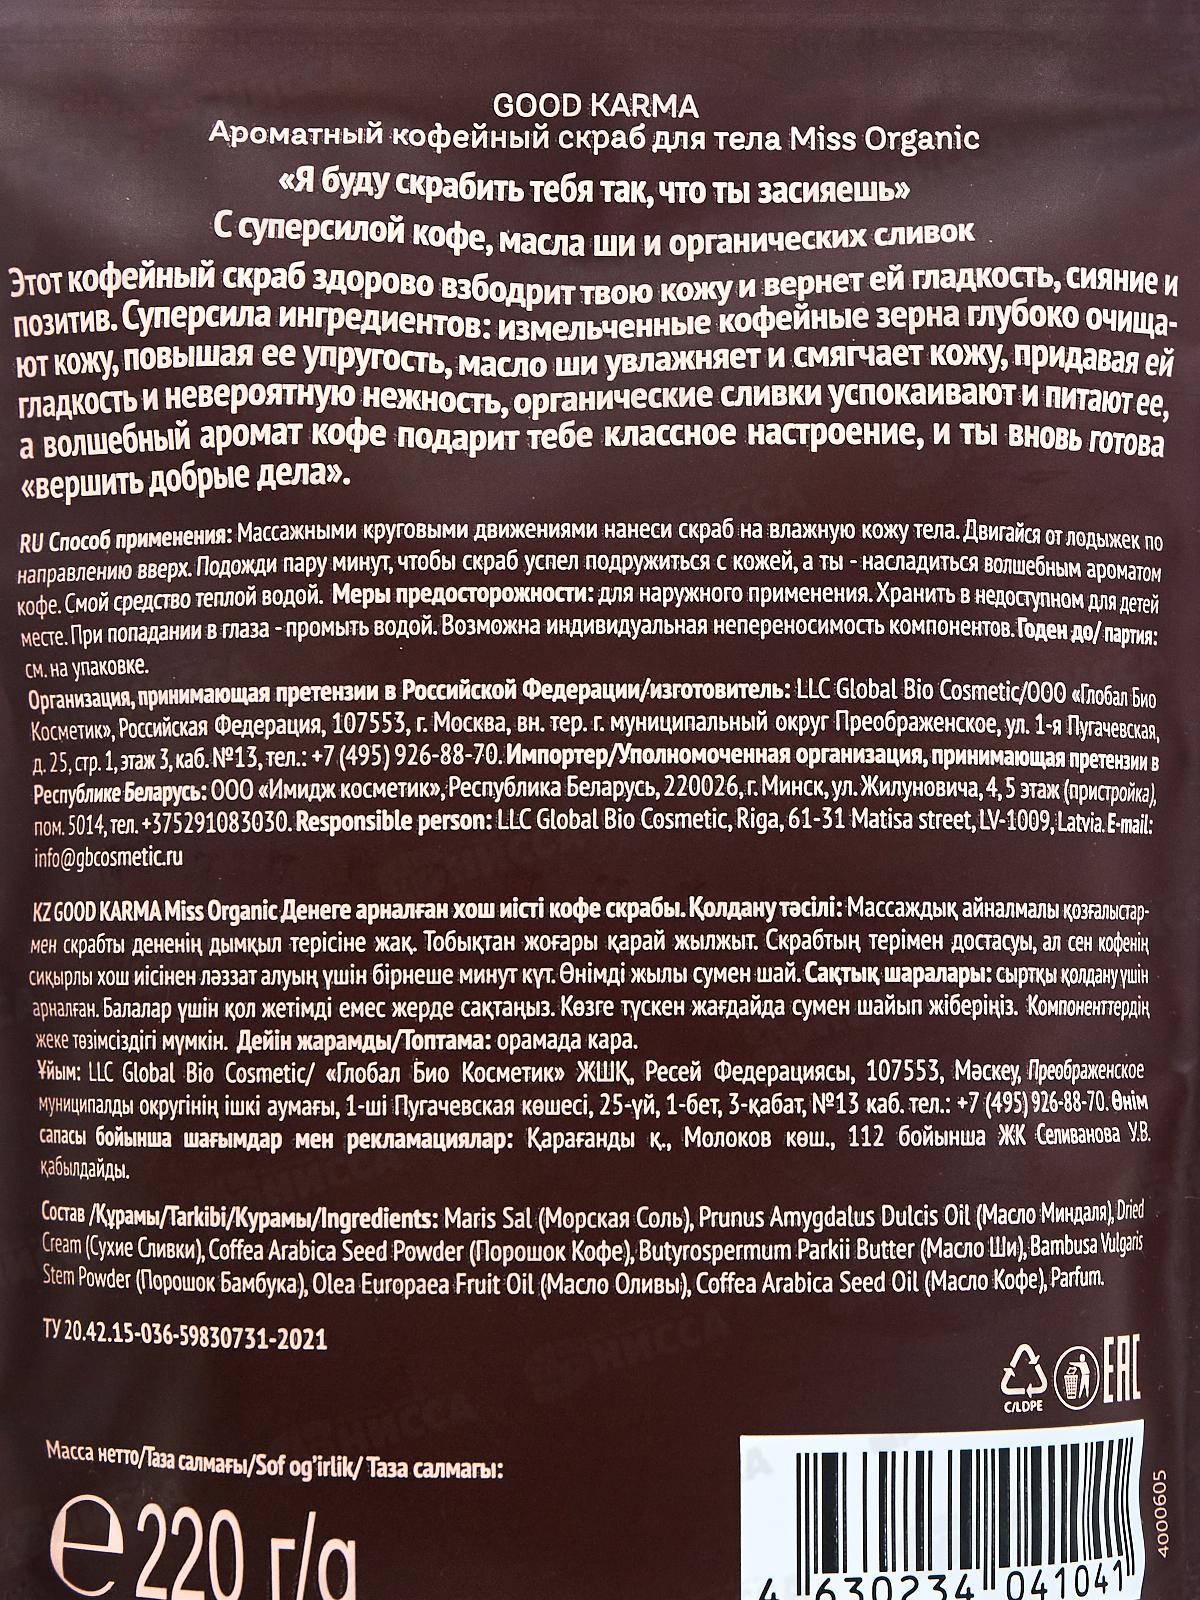 GOOD KARMA
Ароматный кофейный скраб для тела Miss Organic
«Я буду скрабить тебя так, что ты засияешь»
С суперсилой кофе, масла ши и органических сливок
Этот кофейный скраб здорово взбодрит твою кожу и вернет ей гладкость, сияние и
позитив. Суперсила ингредиентов: измельченные кофейные зерна глубоко очища-
ют кожу, повышая ее упругость, масло ши увлажняет и смягчает кожу, придавая ей
гладкость и невероятную нежность, органические сливки успокаивают и питают ее,
а волшебный аромат кофе подарит тебе классное настроение, и ты вновь готова
«вершить добрые дела».
RU Способ применения: Массажными круговыми движениями нанеси скраб на влажную кожу тела. Двигайся от лодыжек по
направлению вверх. Подожди пару минут, чтобы скраб успел подружиться с кожей, а ты - насладиться волшебным ароматом
кофе. Смой средство теплой водой. Меры предосторожности: для наружного применения. Хранить в недоступном для детей
месте. При попадании в глаза - промыть водой. Возможна индивидуальная непереносимость компонентов. Годен до/ партия:
см. на упаковке.
Организация, принимающая претензии в Российской Федерации/изготовитель: LLC Global Bio Cosmetic/ООО «Глобал Био
Косметик», Российская Федерация, 107553, г. Москва, вн. тер. г. муниципальный округ Преображенское, ул. 1-я Пугачевская,
д. 25, стр. 1, этаж 3, каб. №13, тел.: +7 (495) 926-88-70. Импортер/Уполномоченная организация, принимающая претензии в
Республике Беларусь: ООО «Имидж косметик», Республика Беларусь, 220026, г. Минск, ул. Жилуновича, 4, 5 этаж (пристройка),
пом. 5014, тел. +375291083030. Responsible person: LLC Global Bio Cosmetic, Riga, 61-31 Matisa street, LV-1009, Latvia. E-mail:
info@gbcosmetic.ru
KZ GOOD KARMA Miss Organic Денеге арналған хош иісті кофе скрабы. Қолдану тәсілі: Массаждық айналмалы қозғалыстар-
мен скрабты дененің дымқыл терісіне жақ. Тобықтан жоғары қарай жылжыт. Скрабтың терімен достасуы, ал сен кофенің
сиқырлы хош иісінен ләззат алуың үшін бірнеше минут күт. Өнімді жылы сумен шай. Сақтық шаралары: сыртқы қолдану үшін
арналған. Балалар үшін қол жетімді емес жерде сақтаңыз. Көзге түскен жағдайда сумен шайып жіберіңіз. Компоненттердің
жеке төзімсіздігі мүмкін. Дейін жарамды/Топтама: орамада кара.
Ұйым: LLC Global Bio Cosmetic/ «Глобал Био Косметик» ЖШҚ, Ресей Федерациясы, 107553, Мәскеу, Преображенское
муниципалды округінің ішкі аумағы, 1-ші Пугачевская көшесі, 25-үй, 1-бет, 3-қабат, №13 каб. тел.: +7 (495) 926-88-70. Өнім
сапасы бойынша шағымдар мен рекламациялар: Қарағанды қ., Молоков көш., 112 бойынша ЖК Селиванова У.В.
қабылдайды.
Состав /Құрамы/Tarkibi/Курамы/Ingredients: Maris Sal (Морская Соль), Prunus Amygdalus Dulcis Oil (Масло Миндаля), Dried
Cream (Сухие Сливки), Coffea Arabica Seed Powder (Порошок Кофе), Butyrospermum Parkii Butter (Масло Ши), Bambusa Vulgaris
Stem Powder (Порошок Бамбука), Olea Europaea Fruit Oil (Масло Оливы), Coffea Arabica Seed Oil (Масло Кофе), Parfum.
ТУ 20.42.15-036-59830731-2021
C/LDPE
EAC
Масса нетто/Таза салмағы/Sof og'irlik/ Таза салмагы:
℮ 220 г/g
4 630234 041041
4000605